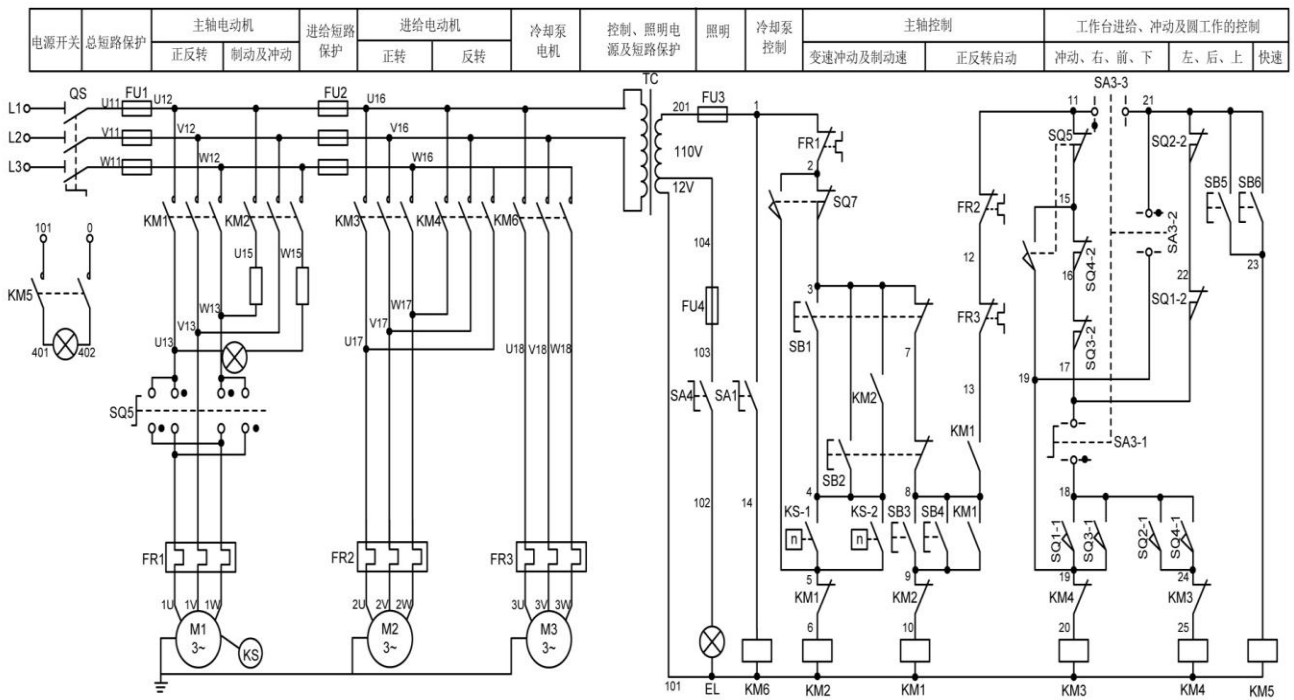 电源开关 总短路保护 主轴电动机 进给短路保护 进给电动机 冷却泵电机 控制、照明电源及短路保护 照明 冷却泵控制 主轴控制 工作台进给、冲动及圆工作的控制
正反转 制动及冲动 正转 反转 变速冲动及制动速 正反转启动 冲动、右、前、下 左、后、上 快速
TC SA3-3
QS FU1 FU2 FU3
L1 U11 U12 U16 201 1 11 21
L2 V11 V12 V16 FR1 SQ5 SQ2-2
L3 W11 W12 W16 110V 2
12V SQ7 15 SB5 SB6
KM1 KM2 KM3 KM4 KM6 FR2
101 0 SA3-2
U15 W15 104 12 SQ4-2 23
KM5 16 22
W13 W17 FU4 3 SQ1-2
V13 V17 FR3 SQ3-2
401 402 U13 U17 U18 V18 W18 103 SB1 7 17
19
SQ5 SA4 SA1 KM2 13
KM1 SA3-1
SB2
102 14 4 8 18
KS-1 KS-2 SB3 SB4 KM1
n n SQ1-1 SQ3-1 SQ2-1 SQ4-1
FR1 FR2 FR3
5 9 19 24
KM1 KM2 KM4 KM3
1U 1V 1W 2U 2V 2W 3U 3V 3W
6 10 20 25
M1 3~ M2 3~ M3 3~
KS
101 EL KM6 KM2 KM1 KM3 KM4 KM5